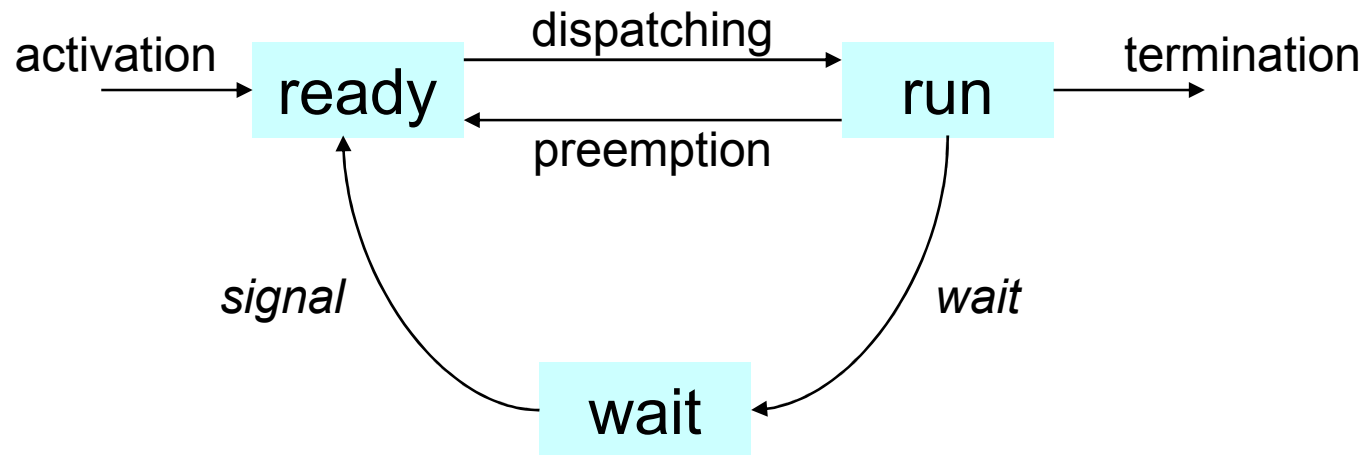 activation
dispatching
termination
ready
run
preemption
signal
wait
wait